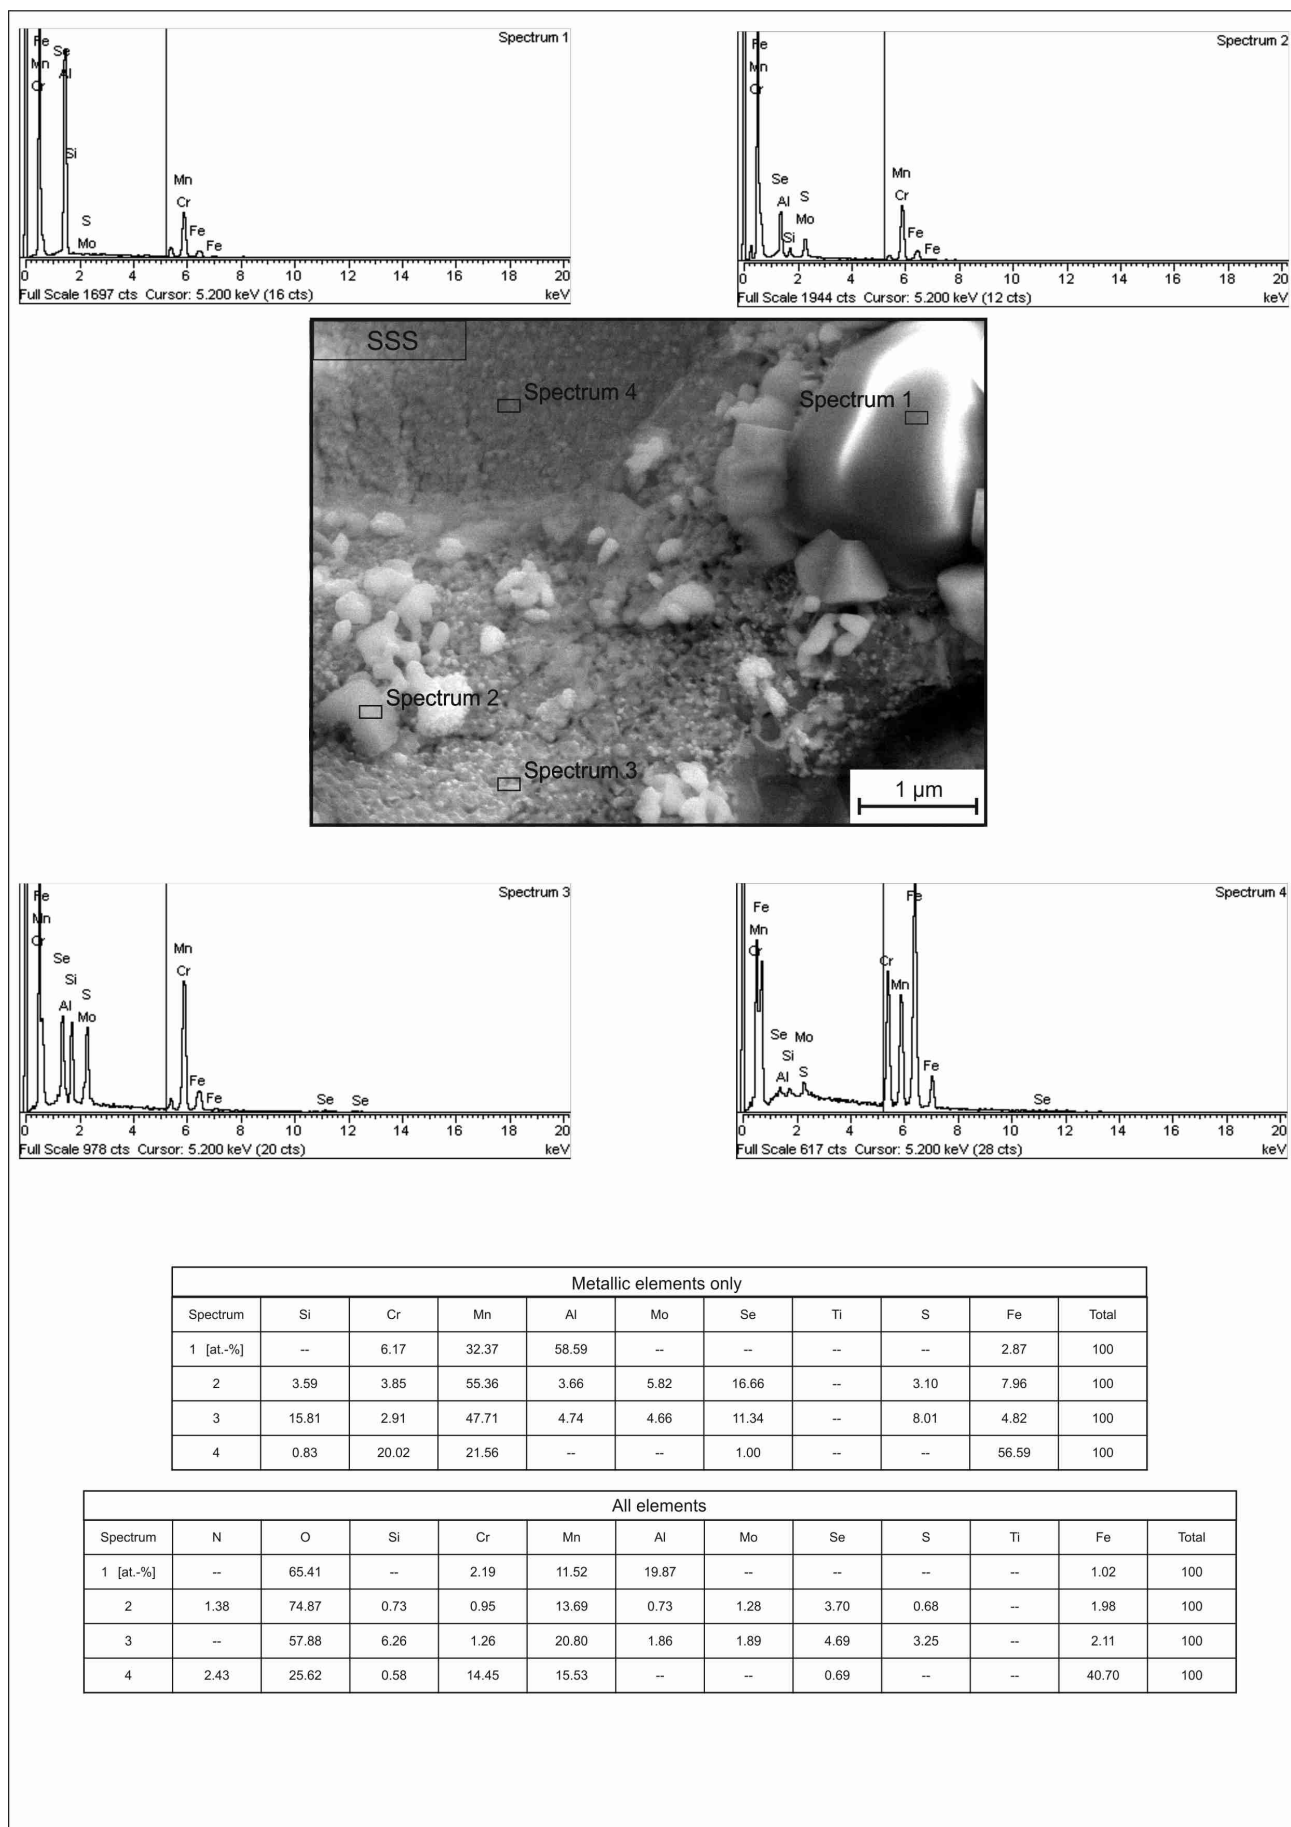 Spectrum 1
Fe
Se
Mn
Al
Cr
Si
S
Mo
Mn
Cr
Fe
Fe
0 2 4 6 8 10 12 14 16 18 20
Full Scale 1697 cts Cursor: 5.200 keV (16 cts) keV
Spectrum 2
Fe
Mn
Cr
Se
Al
S
Si
Mo
Mn
Cr
Fe
Fe
0 2 4 6 8 10 12 14 16 18 20
Full Scale 1944 cts Cursor: 5.200 keV (12 cts) keV
SSS
Spectrum 4
Spectrum 1
Spectrum 2
Spectrum 3
1 µm
Spectrum 3
Fe
Mn
Cr
Se
Si
Al
S
Mo
Mn
Cr
Fe
Fe
Se
Se
0 2 4 6 8 10 12 14 16 18 20
Full Scale 978 cts Cursor: 5.200 keV (20 cts) keV
Spectrum 4
Fe
Mn
Cr
Se
Mo
Si
Al
S
Fe
Cr
Mn
Fe
Se
0 2 4 6 8 10 12 14 16 18 20
Full Scale 617 cts Cursor: 5.200 keV (28 cts) keV
Metallic elements only
Spectrum Si Cr Mn Al Mo Se Ti S Fe Total
1 [at.-%] -- 6.17 32.37 58.59 -- -- -- -- 2.87 100
2 3.59 3.85 55.36 3.66 5.82 16.66 -- 3.10 7.96 100
3 15.81 2.91 47.71 4.74 4.66 11.34 -- 8.01 4.82 100
4 0.83 20.02 21.56 -- -- 1.00 -- -- 56.59 100
All elements
Spectrum N O Si Cr Mn Al Mo Se S Ti Fe Total
1 [at.-%] -- 65.41 -- 2.19 11.52 19.87 -- -- -- -- 1.02 100
2 1.38 74.87 0.73 0.95 13.69 0.73 1.28 3.70 0.68 -- 1.98 100
3 -- 57.88 6.26 1.26 20.80 1.86 1.89 4.69 3.25 -- 2.11 100
4 2.43 25.62 0.58 14.45 15.53 -- -- 0.69 -- -- 40.70 100